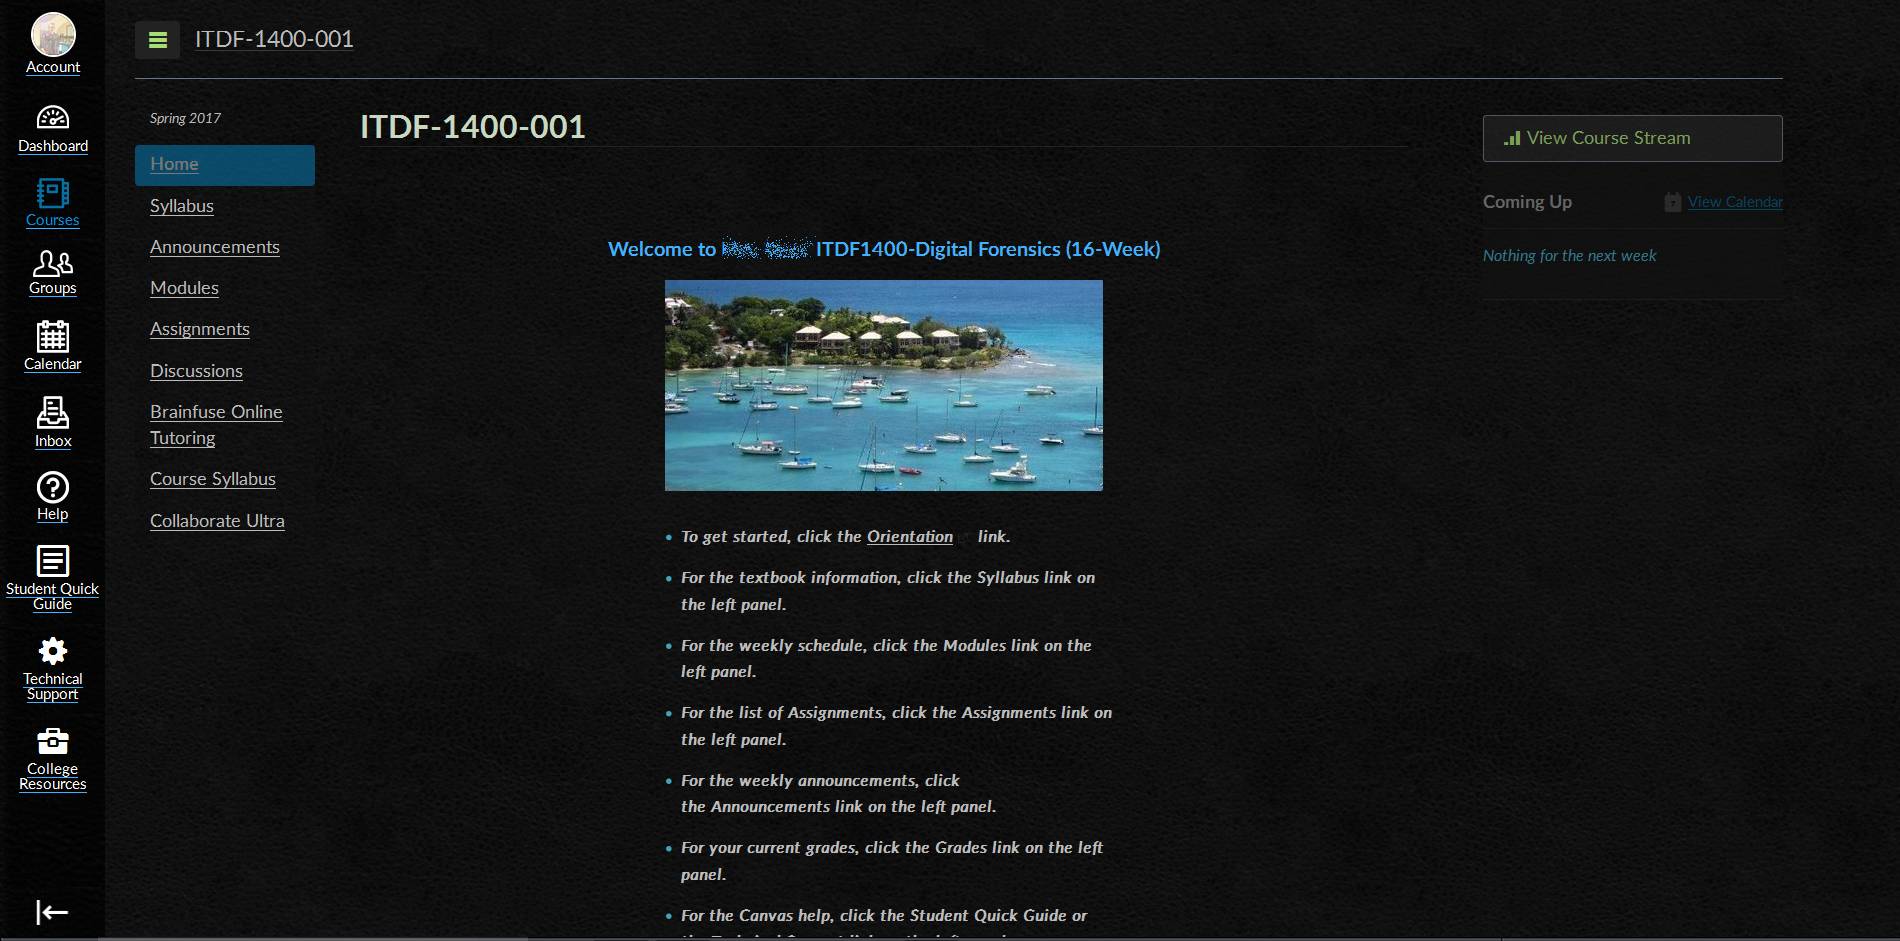 Account
Dashboard
Courses
Groups
Calendar
Inbox
Help
Student Quick
Guide
Technical
Support
College
Resources
ITDF-1400-001
Spring 2017
Home
Syllabus
Announcements
Modules
Assignments
Discussions
Brainfuse Online
Tutoring
Course Syllabus
Collaborate Ultra
ITDF-1400-001
Welcome to ITDF1400-Digital Forensics (16-Week)
• To get started, click the Orientation link.
• For the textbook information, click the Syllabus link on
the left panel.
• For the weekly schedule, click the Modules link on the
left panel.
• For the list of Assignments, click the Assignments link on
the left panel.
• For the weekly announcements, click
the Announcements link on the left panel.
• For your current grades, click the Grades link on the left
panel.
• For the Canvas help, click the Student Quick Guide or
View Course Stream
Coming Up
View Calendar
Nothing for the next week